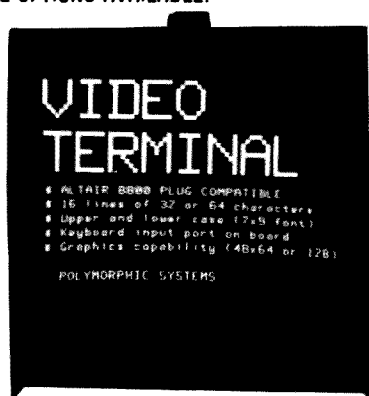 VIDEO
TERMINAL
# ALTAIR 8800 PLUG COMPATIBLE
# 16 lines of 32 or 64 characters
# Upper and lower case (7x9 font)
# Keyboard input port on board
# Graphics capability (48x64 or 128)
POLYMORPHIC SYSTEMS